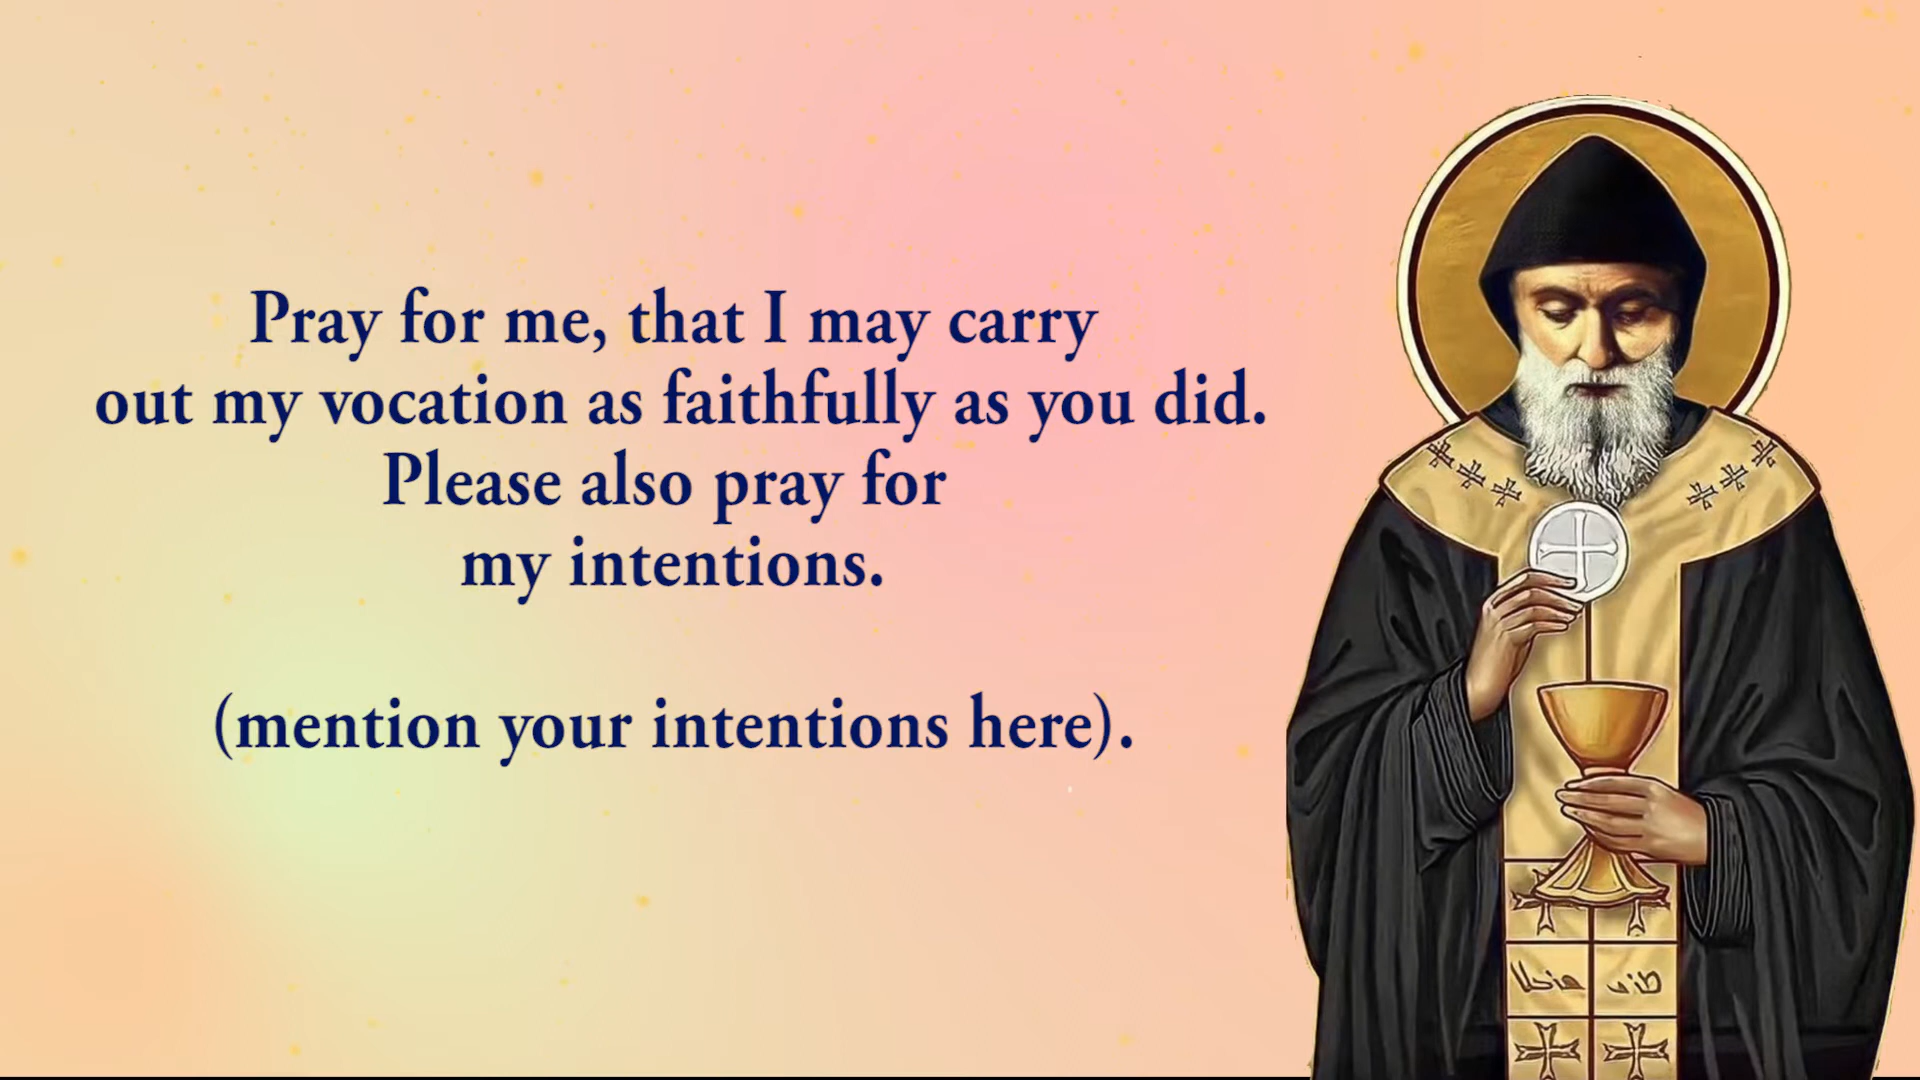 Pray for me, that I may carry
out my vocation as faithfully as you did.
Please also pray for
my intentions.
(mention your intentions here).